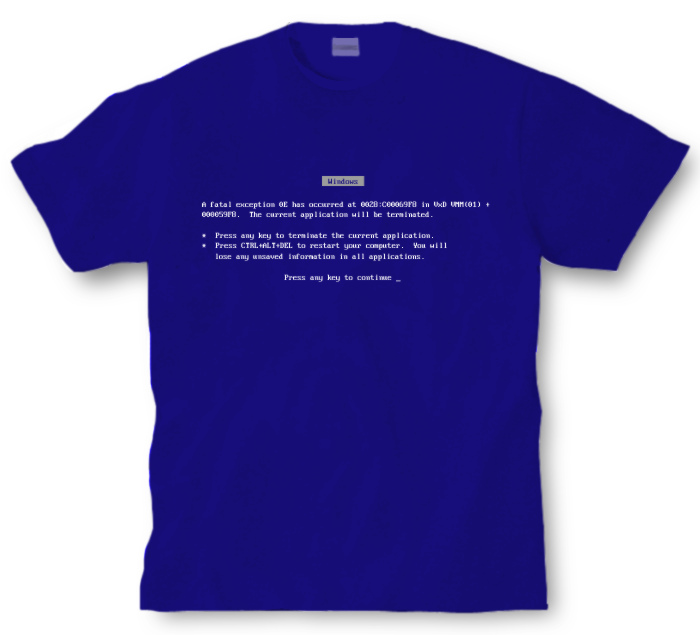 Windows
A fatal exception 0E has occurred at 0028:C00069F8 in VxD VMM(01) +
000059F8. The current application will be terminated.
* Press any key to terminate the current application.
* Press CTRL+ALT+DEL to restart your computer. You will
lose any unsaved information in all applications.
Press any key to continue _